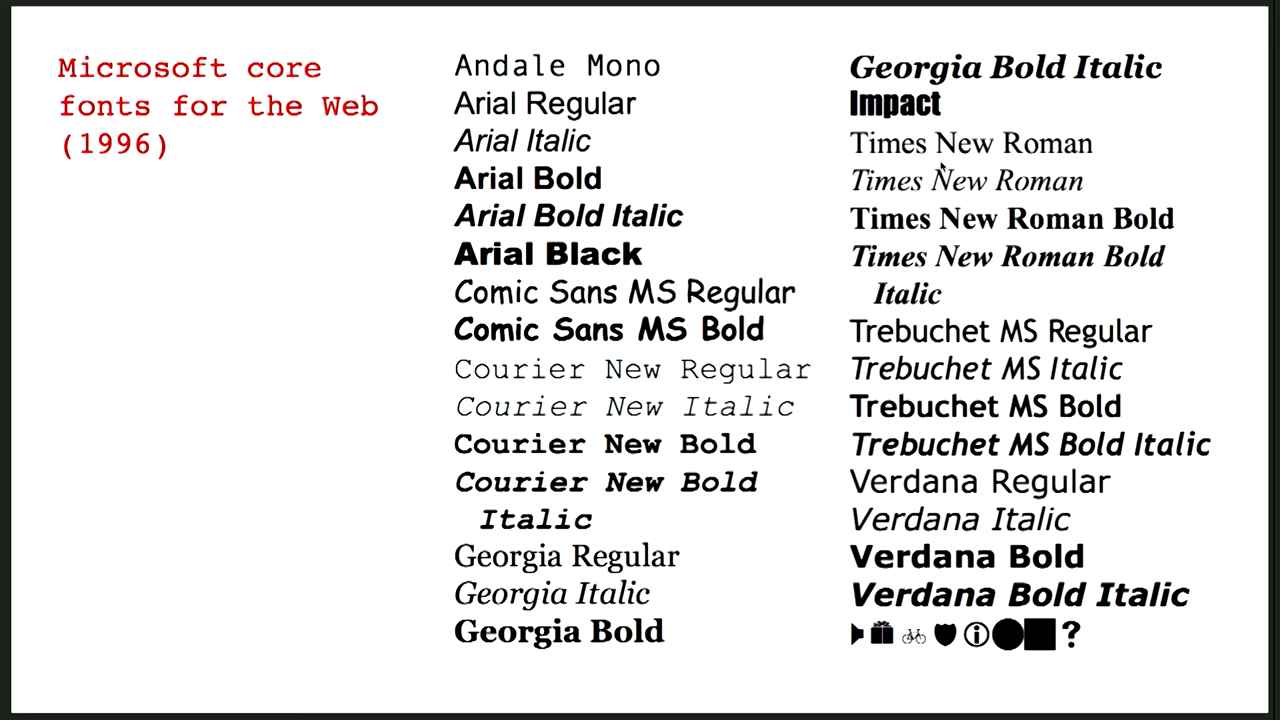 Microsoft core
fonts for the Web
(1996)
Andale Mono
Arial Regular
Arial Italic
Arial Bold
Arial Bold Italic
Arial Black
Comic Sans MS Regular
Comic Sans MS Bold
Courier New Regular
Courier New Italic
Courier New Bold
Courier New Bold
Italic
Georgia Regular
Georgia Italic
Georgia Bold
Georgia Bold Italic
Impact
Times New Roman
Times New Roman
Times New Roman Bold
Times New Roman Bold
Italic
Trebuchet MS Regular
Trebuchet MS Italic
Trebuchet MS Bold
Trebuchet MS Bold Italic
Verdana Regular
Verdana Italic
Verdana Bold
Verdana Bold Italic
?